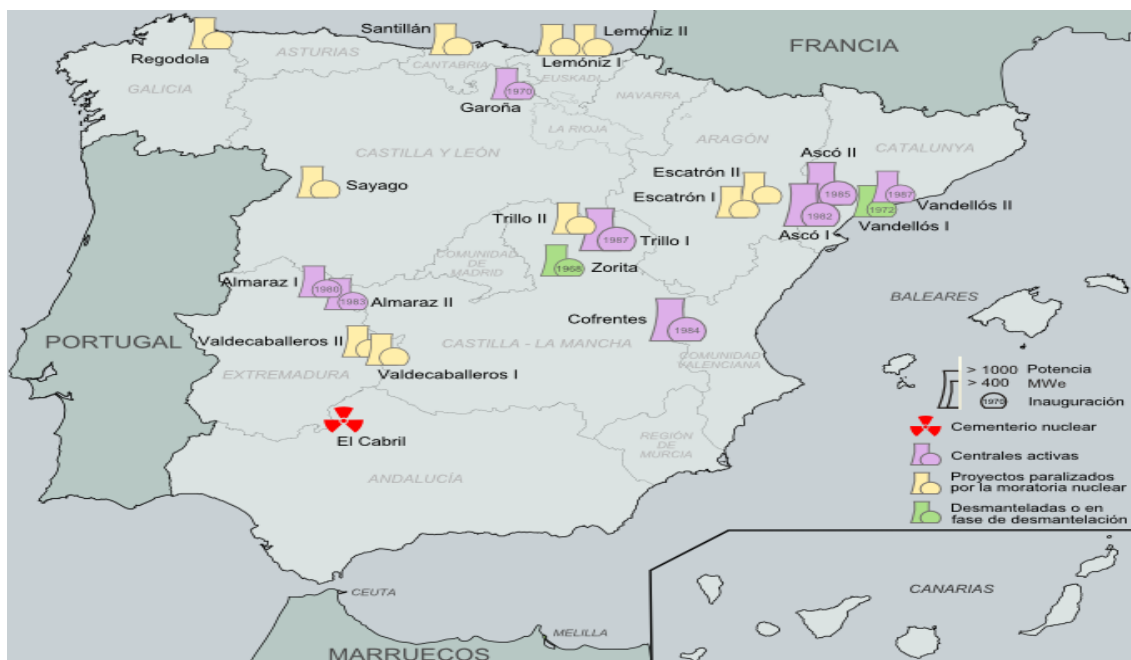 Santillán
Lemóniz II
FRANCIA
Regodola
ASTURIAS
CANTABRIA
Lemóniz I
EUSKADI
GALICIA
1970
Garoña
NAVARRA
LA RIOJA
ARAGÓN
CATALUNYA
CASTILLA Y LEÓN
Ascó II
Escatrón II
Sayago
Escatrón I
1985
1987
1982
1972
Vandellós II
Vandellós I
Ascó I
Trillo II
1987
Trillo I
COMUNIDAD
DE
MADRID
1968
Zorita
Almaraz I
1980
1983
Almaraz II
BALEARES
PORTUGAL
Cofrentes
1984
Valdecaballeros II
CASTILLA - LA MANCHA
COMUNIDAD
VALENCIANA
EXTREMADURA
Valdecaballeros I
> 1000 Potencia
> 400 MWe
1970 Inauguración
El Cabril
Cementerio nuclear
REGIÓN
DE
MURCIA
Centrales activas
ANDALUCÍA
Proyectos paralizados
por la moratoria nuclear
Desmanteladas o en
fase de desmantelación
CEUTA
CANARIAS
MELILLA
MARRUECOS